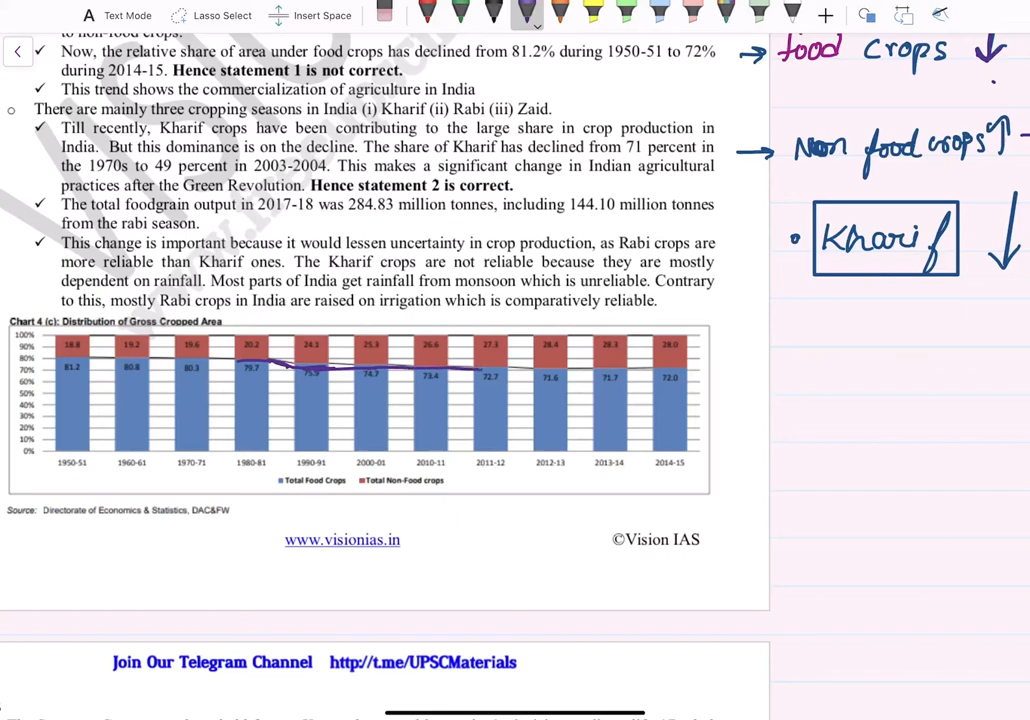 A Text Mode Lasso Select Insert Space
to non-food crops.
✓ Now, the relative share of area under food crops has declined from 81.2% during 1950-51 to 72%
during 2014-15. Hence statement 1 is not correct.
✓ This trend shows the commercialization of agriculture in India
o There are mainly three cropping seasons in India (i) Kharif (ii) Rabi (iii) Zaid.
✓ Till recently, Kharif crops have been contributing to the large share in crop production in
India. But this dominance is on the decline. The share of Kharif has declined from 71 percent in
the 1970s to 49 percent in 2003-2004. This makes a significant change in Indian agricultural
practices after the Green Revolution. Hence statement 2 is correct.
✓ The total foodgrain output in 2017-18 was 284.83 million tonnes, including 144.10 million tonnes
from the rabi season.
✓ This change is important because it would lessen uncertainty in crop production, as Rabi crops are
more reliable than Kharif ones. The Kharif crops are not reliable because they are mostly
dependent on rainfall. Most parts of India get rainfall from monsoon which is unreliable. Contrary
to this, mostly Rabi crops in India are raised on irrigation which is comparatively reliable.
→ food crops ↓
→ Non food crops ↑
• Kharif ↓
Chart 4 (c): Distribution of Gross Cropped Area
100%
90%
80%
70%
60%
50%
40%
30%
20%
10%
0%
18.8 19.2 19.6 20.2 24.1 25.3 26.6 27.3 28.4 28.3 28.0
81.2 80.8 80.3 79.7 75.9 74.7 73.4 72.7 71.6 71.7 72.0
1950-51 1960-61 1970-71 1980-81 1990-91 2000-01 2010-11 2011-12 2012-13 2013-14 2014-15
Total Food Crops Total Non-Food crops
Source: Directorate of Economics & Statistics, DAC&FW
www.visionias.in ©Vision IAS
Join Our Telegram Channel http://t.me/UPSCMaterials